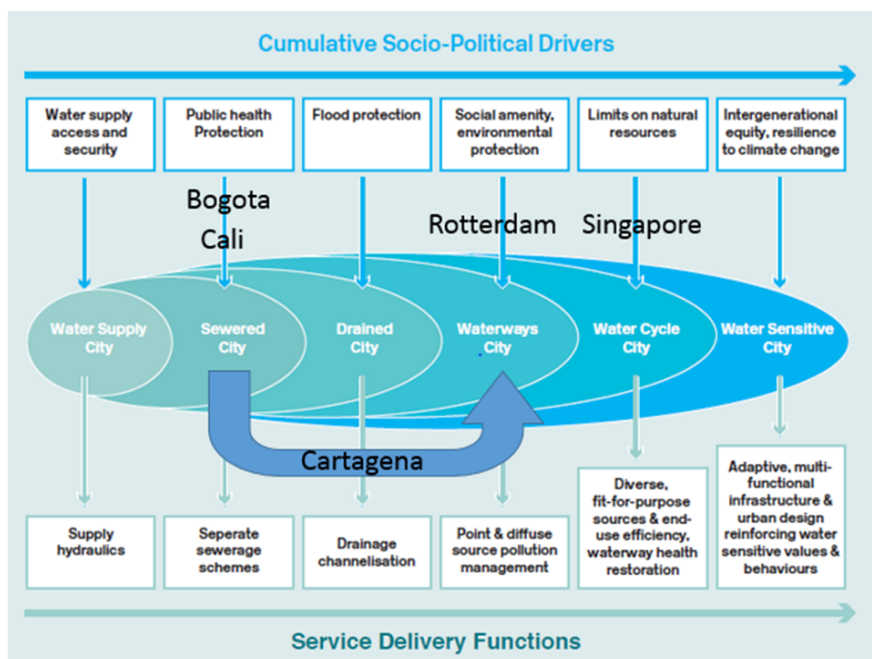 Cumulative Socio-Political Drivers
Water supply
access and
security
Public health
Protection
Flood protection
Social amenity,
environmental
protection
Limits on natural
resources
Intergenerational
equity, resilience
to climate change
Bogota
Cali
Rotterdam
Singapore
Water Supply
City
Sewered
City
Drained
City
Waterways
City
Water Cycle
City
Water Sensitive
City
Cartagena
Supply
hydraulics
Seperate
sewerage
schemes
Drainage
channelisation
Point & diffuse
source pollution
management
Diverse,
fit-for-purpose
sources & end-
use efficiency,
waterway health
restoration
Adaptive, multi-
functional
infrastructure &
urban design
reinforcing water
sensitive values &
behaviours
Service Delivery Functions